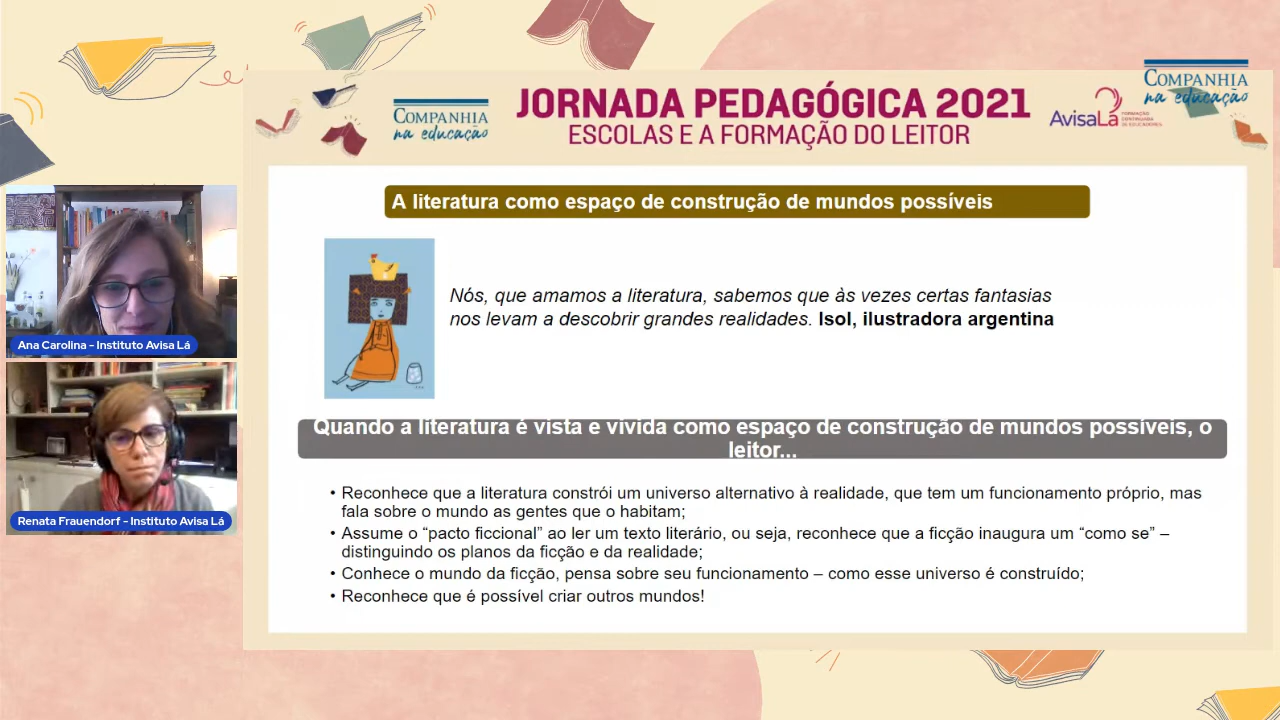 COMPANHIA
na educação
JORNADA PEDAGÓGICA 2021
ESCOLAS E A FORMAÇÃO DO LEITOR
AvisaLá
FORMAÇÃO
CONTINUADA
DE EDUCADORES
COMPANHIA
na educação
A literatura como espaço de construção de mundos possíveis
Nós, que amamos a literatura, sabemos que às vezes certas fantasias
nos levam a descobrir grandes realidades. Isol, ilustradora argentina
Ana Carolina - Instituto Avisa Lá
Renata Frauendorf - Instituto Avisa Lá
Quando a literatura é vista e vivida como espaço de construção de mundos possíveis, o
leitor...
• Reconhece que a literatura constrói um universo alternativo à realidade, que tem um funcionamento próprio, mas
fala sobre o mundo as gentes que o habitam;
• Assume o “pacto ficcional” ao ler um texto literário, ou seja, reconhece que a ficção inaugura um “como se” –
distinguindo os planos da ficção e da realidade;
• Conhece o mundo da ficção, pensa sobre seu funcionamento – como esse universo é construído;
• Reconhece que é possível criar outros mundos!